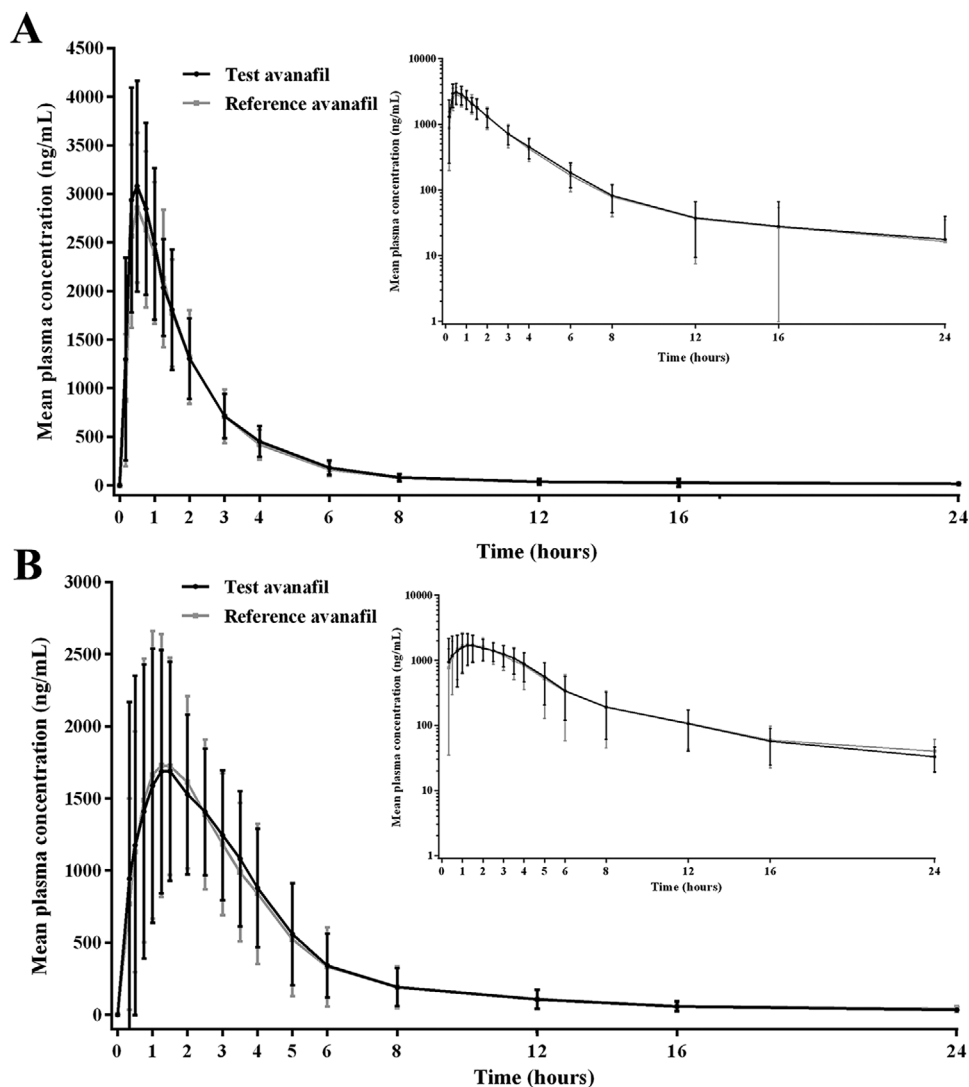 A
Mean plasma concentration (ng/mL)
4500
4000
3500
3000
2500
2000
1500
1000
500
0
Test avanafil
Reference avanafil
0 1 2 3 4 6 8 12 16 24
Time (hours)
Mean plasma concentration (ng/mL)
10000
1000
100
10
1
0 1 2 3 4 6 8 12 16 24
Time (hours)
B
Mean plasma concentration (ng/mL)
3000
2500
2000
1500
1000
500
0
Test avanafil
Reference avanafil
0 1 2 3 4 5 6 8 12 16 24
Time (hours)
Mean plasma concentration (ng/mL)
10000
1000
100
10
1
0 1 2 3 4 5 6 8 12 16 24
Time (hours)